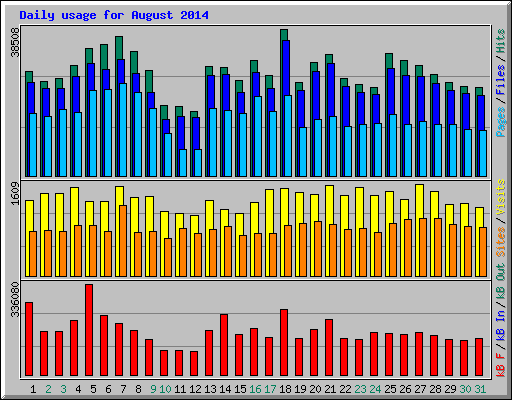 Daily usage for August 2014
38508
Pages / Files / Hits
1609
Sites / Visits
336080
kB F / kB In / kB Out
1 2 3 4 5 6 7 8 9 10 11 12 13 14 15 16 17 18 19 20 21 22 23 24 25 26 27 28 29 30 31